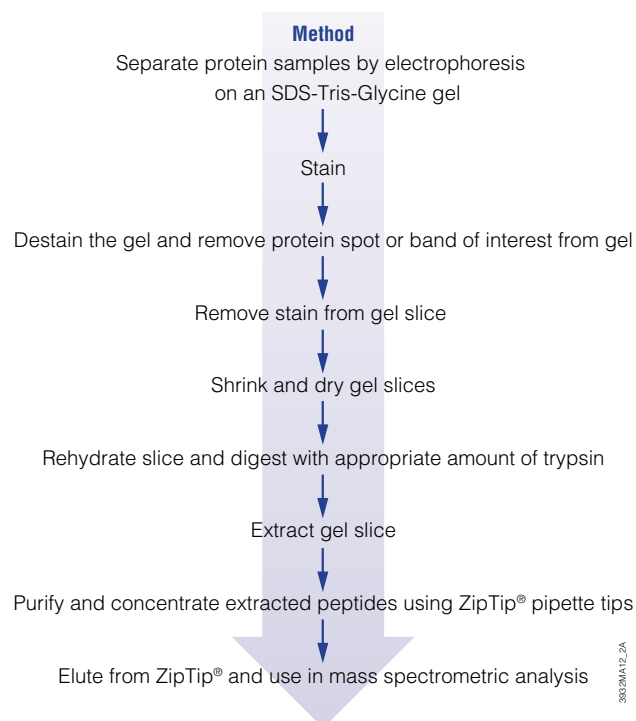 Method
Separate protein samples by electrophoresis
on an SDS-Tris-Glycine gel
Stain
Destain the gel and remove protein spot or band of interest from gel
Remove stain from gel slice
Shrink and dry gel slices
Rehydrate slice and digest with appropriate amount of trypsin
Extract gel slice
Purify and concentrate extracted peptides using ZipTip® pipette tips
Elute from ZipTip® and use in mass spectrometric analysis
3932MA12_2A